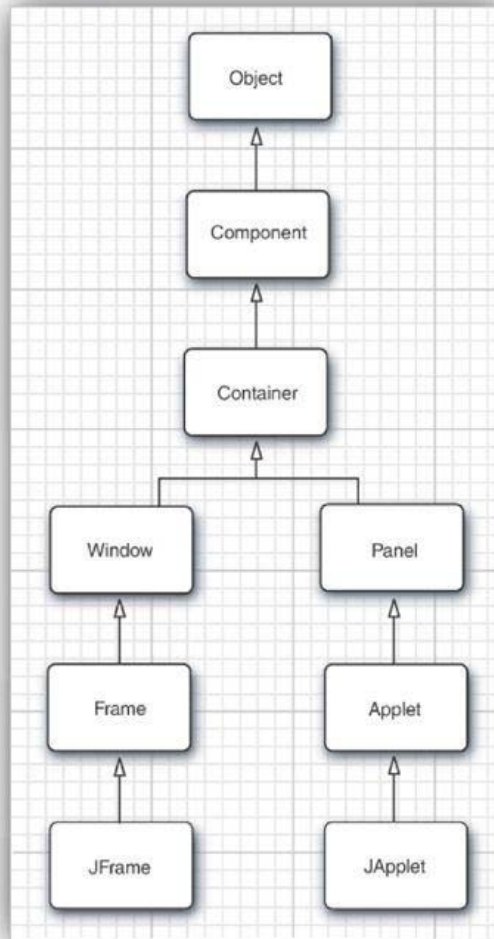 Object
Component
Container
Window
Panel
Frame
Applet
JFrame
JApplet